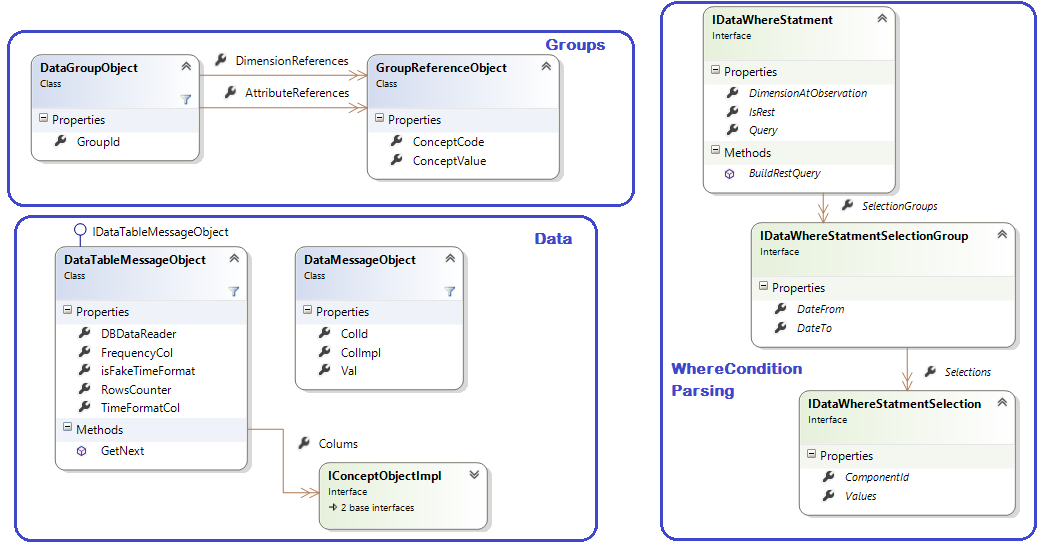 Groups
DataGroupObject
Class
Properties
GroupId
DimensionReferences
AttributeReferences
GroupReferenceObject
Class
Properties
ConceptCode
ConceptValue
Data
IDataTableMessageObject
DataTableMessageObject
Class
Properties
DBDataReader
FrequencyCol
isFakeTimeFormat
RowsCounter
TimeFormatCol
Methods
GetNext
DataMessageObject
Class
Properties
ColId
ColImpl
Val
Colums
IConceptObjectImpl
Interface
2 base interfaces
IDataWhereStatment
Interface
Properties
DimensionAtObservation
IsRest
Query
Methods
BuildRestQuery
SelectionGroups
IDataWhereStatmentSelectionGroup
Interface
Properties
DateFrom
DateTo
WhereCondition
Parsing
Selections
IDataWhereStatmentSelection
Interface
Properties
ComponentId
Values